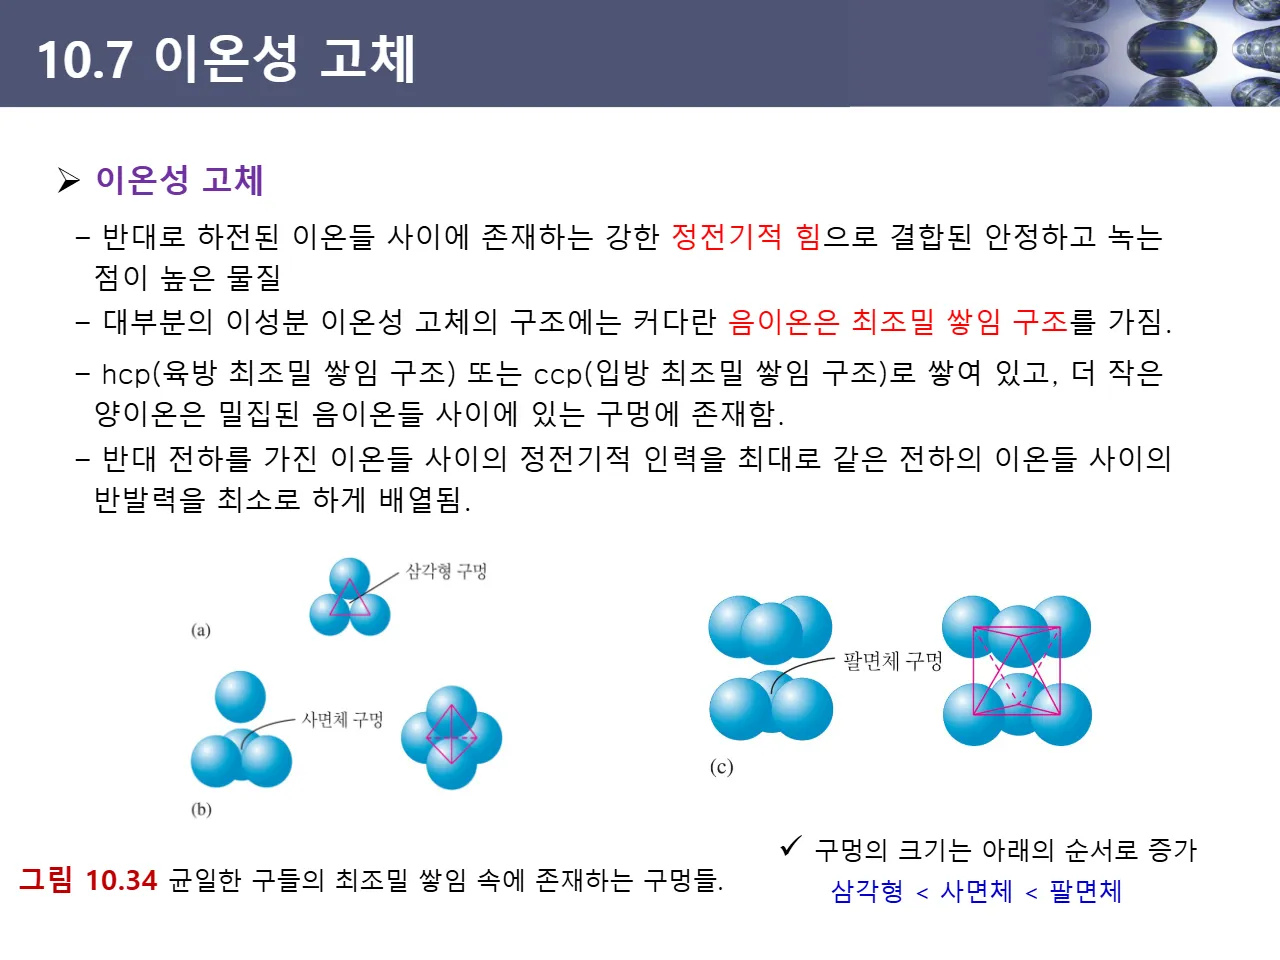 10.7 이온성 고체
➢ 이온성 고체
– 반대로 하전된 이온들 사이에 존재하는 강한 정전기적 힘으로 결합된 안정하고 녹는
점이 높은 물질
– 대부분의 이성분 이온성 고체의 구조에는 커다란 음이온은 최조밀 쌓임 구조를 가짐.
– hcp(육방 최조밀 쌓임 구조) 또는 ccp(입방 최조밀 쌓임 구조)로 쌓여 있고, 더 작은
양이온은 밀집된 음이온들 사이에 있는 구멍에 존재함.
– 반대 전하를 가진 이온들 사이의 정전기적 인력을 최대로 같은 전하의 이온들 사이의
반발력을 최소로 하게 배열됨.
삼각형 구멍
(a)
사면체 구멍
(b)
팔면체 구멍
(c)
그림 10.34 균일한 구들의 최조밀 쌓임 속에 존재하는 구멍들.
✓ 구멍의 크기는 아래의 순서로 증가
삼각형 < 사면체 < 팔면체